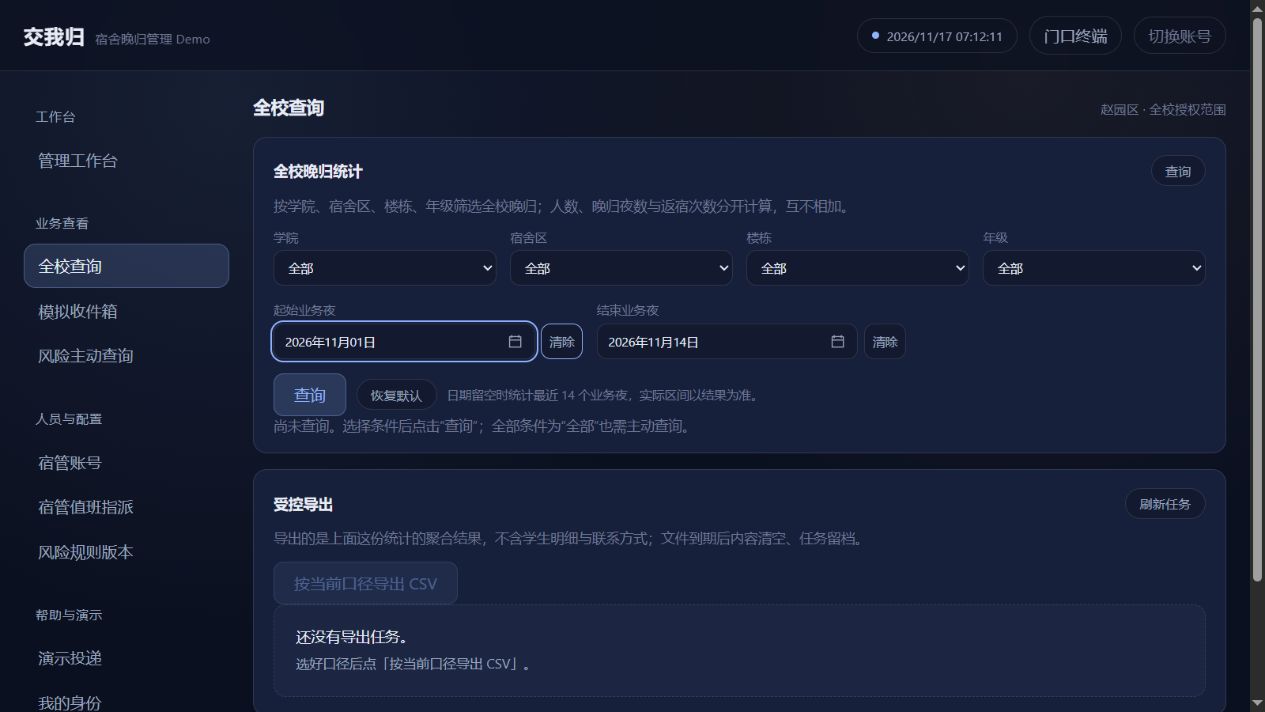 交我归 宿舍晚归管理 Demo
2026/11/17 07:12:11 门口终端 切换账号
工作台
管理工作台
业务查看
全校查询
模拟收件箱
风险主动查询
人员与配置
宿管账号
宿管值班指派
风险规则版本
帮助与演示
演示投递
我的身份
全校查询 赵园区 · 全校授权范围
全校晚归统计 查询
按学院、宿舍区、楼栋、年级筛选全校晚归；人数、晚归夜数与返宿次数分开计算，互不相加。
学院 宿舍区 楼栋 年级
全部 全部 全部 全部
起始业务夜 结束业务夜
2026年11月01日 清除 2026年11月14日 清除
查询 恢复默认 日期留空时统计最近 14 个业务夜，实际区间以结果为准。
尚未查询。选择条件后点击“查询”；全部条件为“全部”也需主动查询。
受控导出 刷新任务
导出的是上面这份统计的聚合结果，不含学生明细与联系方式；文件到期后内容清空、任务留档。
按当前口径导出 CSV
还没有导出任务。
选好口径后点「按当前口径导出 CSV」。